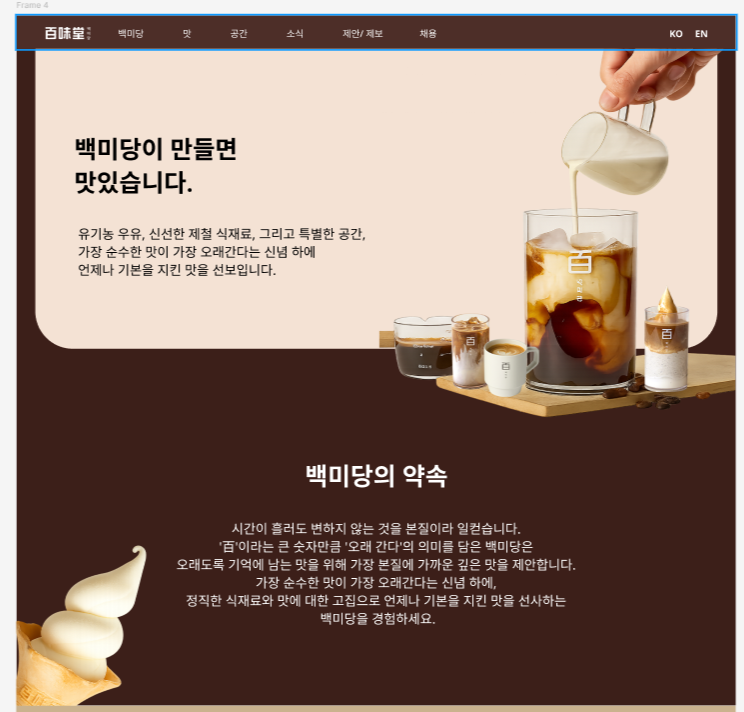 Frame 4
百味堂 백미당
백미당 맛 공간 소식 제안/ 제보 채용 KO EN
백미당이 만들면
맛있습니다.
유기농 우유, 신선한 제철 식재료, 그리고 특별한 공간,
가장 순수한 맛이 가장 오래간다는 신념 하에
언제나 기본을 지킨 맛을 선보입니다.
百
百
百
百
백미당의 약속
시간이 흘러도 변하지 않는 것을 본질이라 일컫습니다.
'百'이라는 큰 숫자만큼 '오래 간다'의 의미를 담은 백미당은
오래도록 기억에 남는 맛을 위해 가장 본질에 가까운 깊은 맛을 제안합니다.
가장 순수한 맛이 가장 오래간다는 신념 하에,
정직한 식재료와 맛에 대한 고집으로 언제나 기본을 지킨 맛을 선사하는
백미당을 경험하세요.